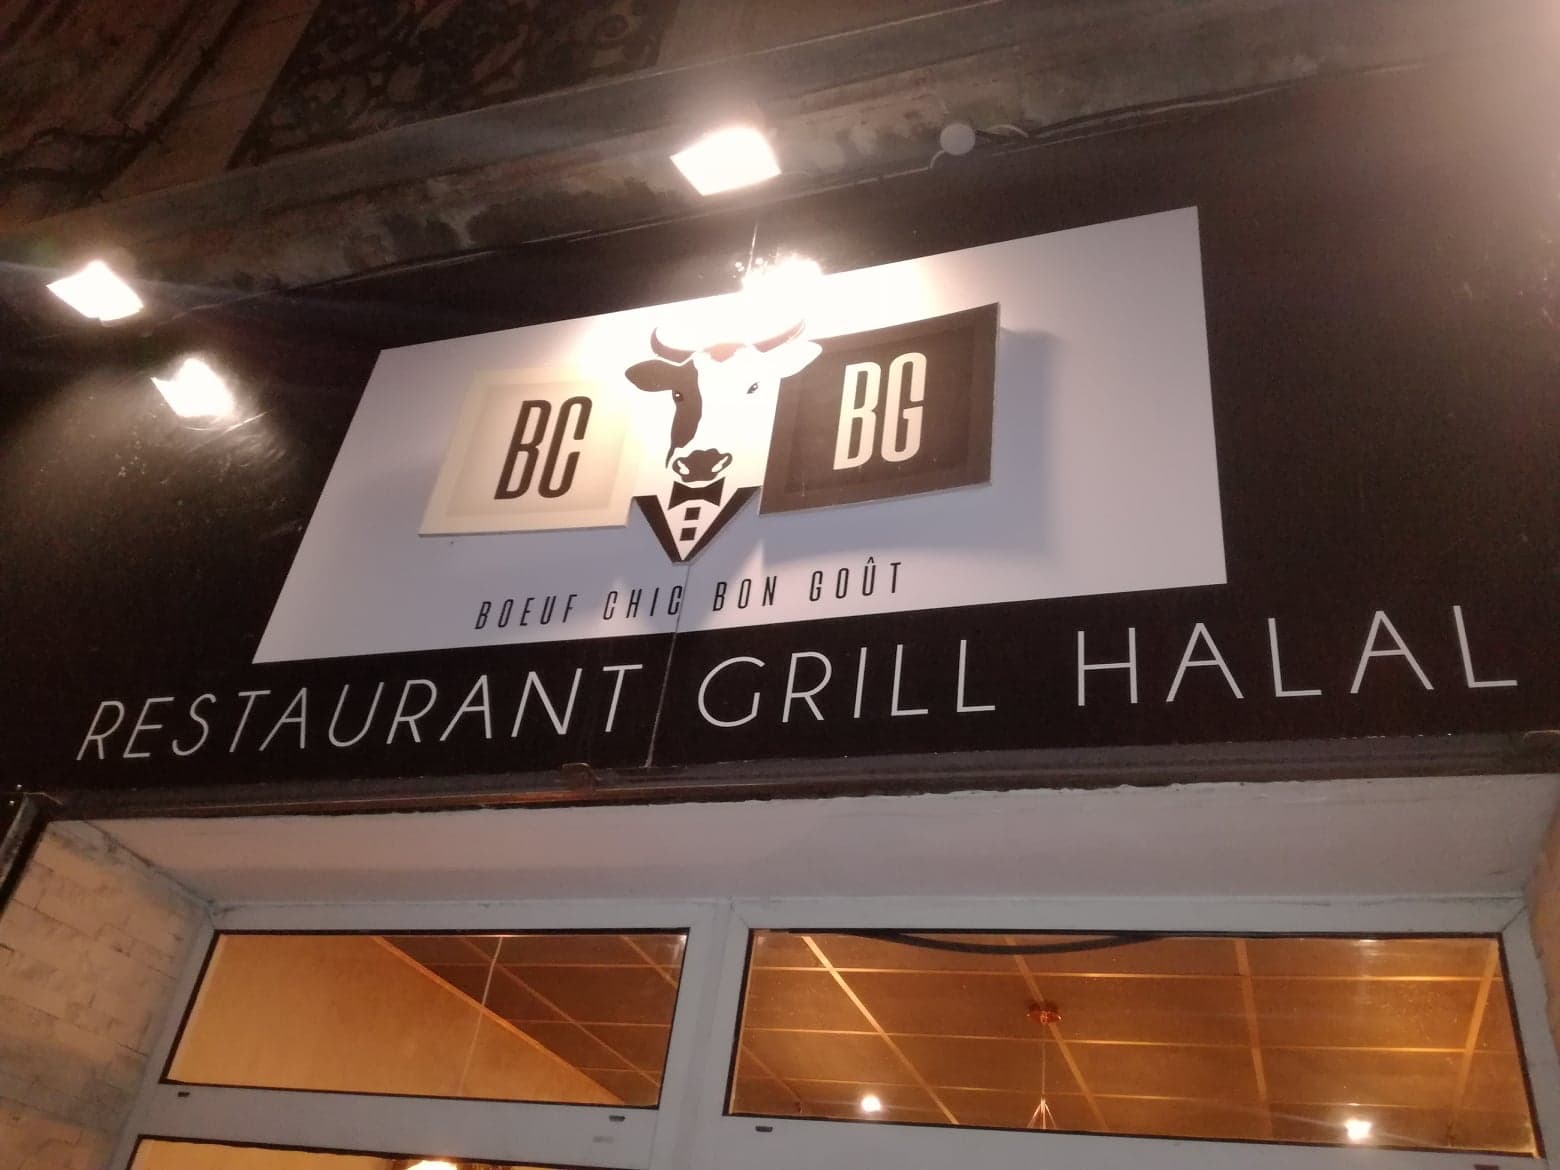 BC BG
BOEUF CHIC BON GOÛT
RESTAURANT GRILL HALAL